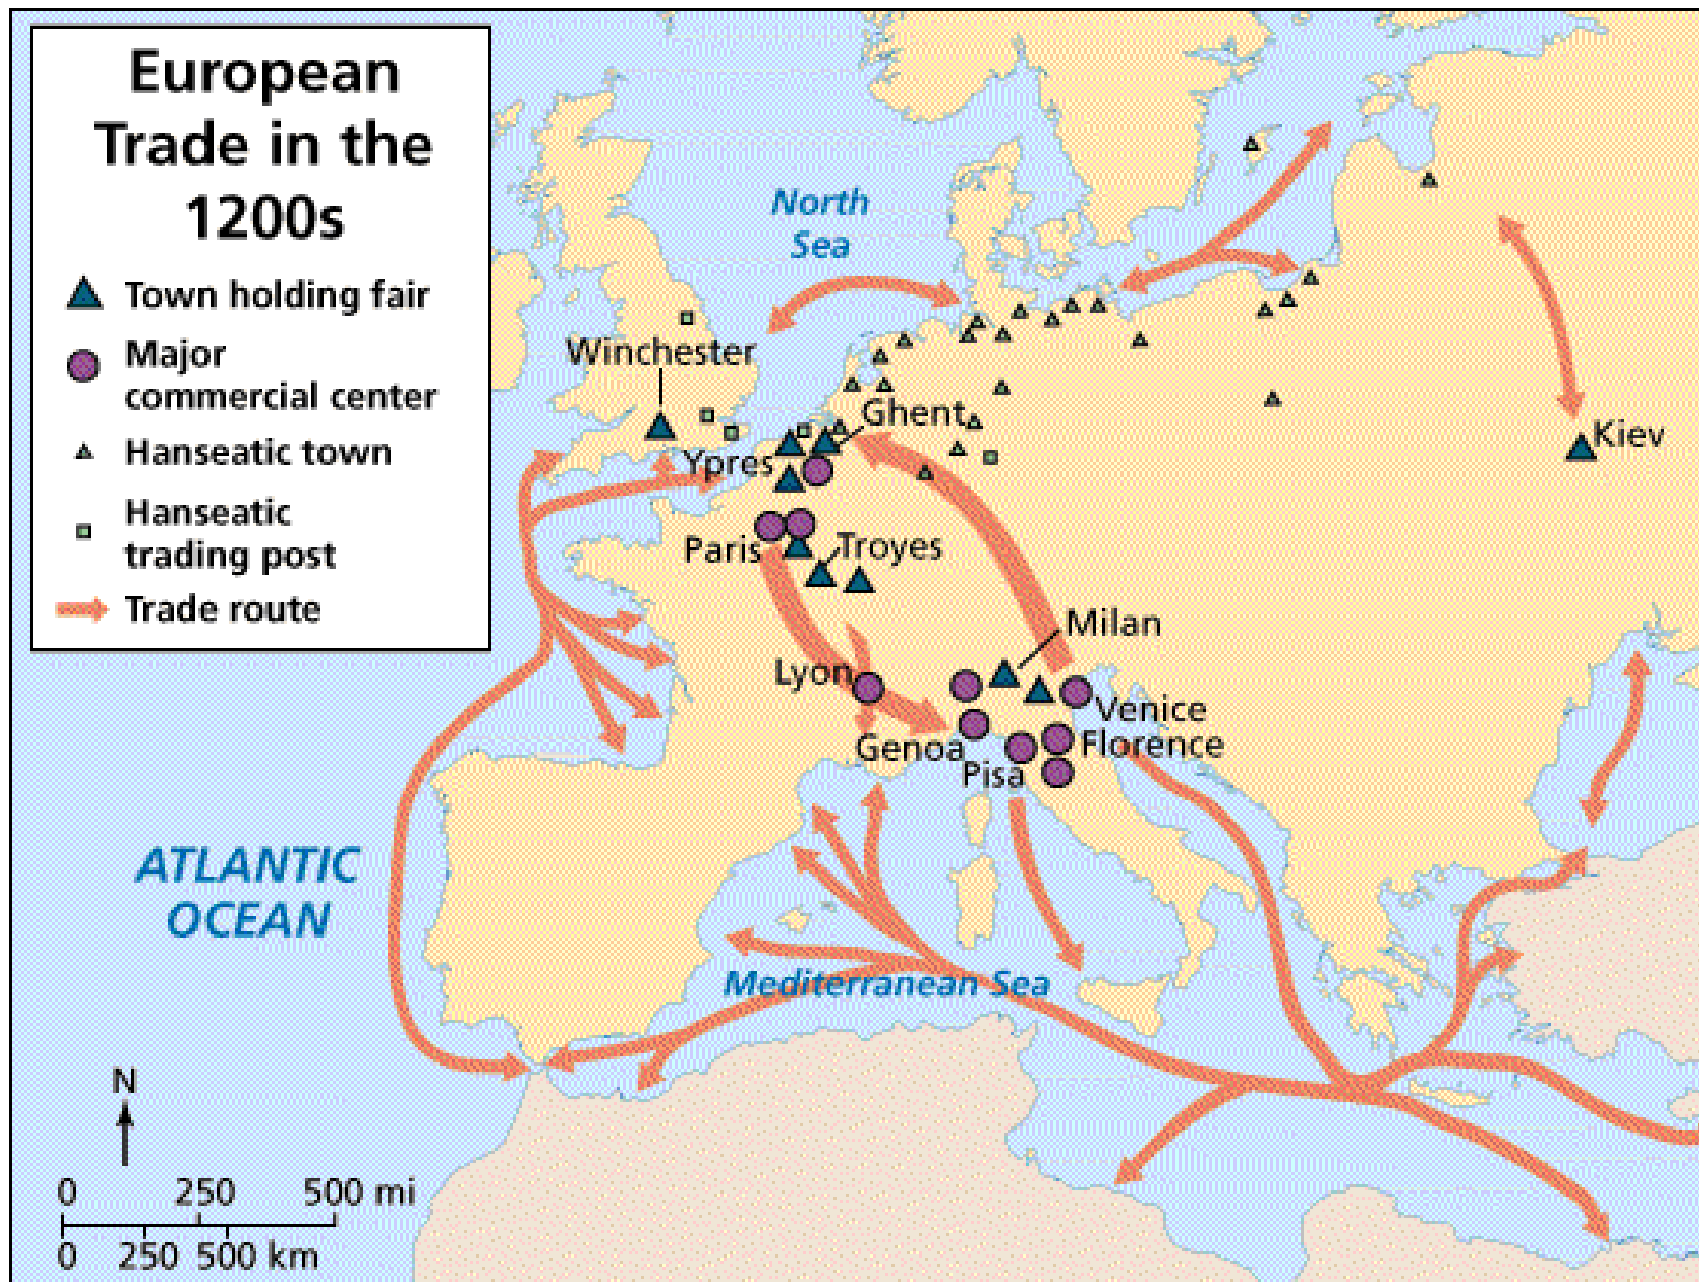 European
Trade in the
1200s
Town holding fair
Major
commercial center
Hanseatic town
Hanseatic
trading post
Trade route
North
Sea
Winchester
Ghent
Kiev
Ypres
Paris
Troyes
Milan
Lyon
Venice
Genoa
Florence
Pisa
ATLANTIC
OCEAN
Mediterranean Sea
N
0 250 500 mi
0 250 500 km